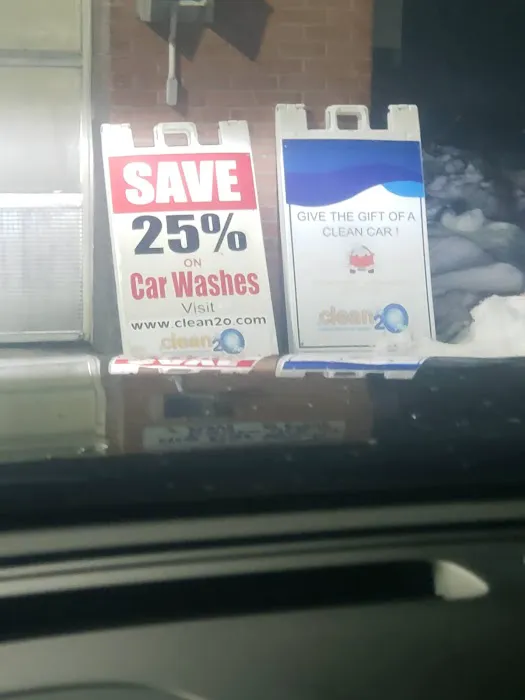 SAVE
25%
ON
Car Washes
Visit
www.clean2o.com
clean2O
GIVE THE GIFT OF A
CLEAN CAR !
clean2O